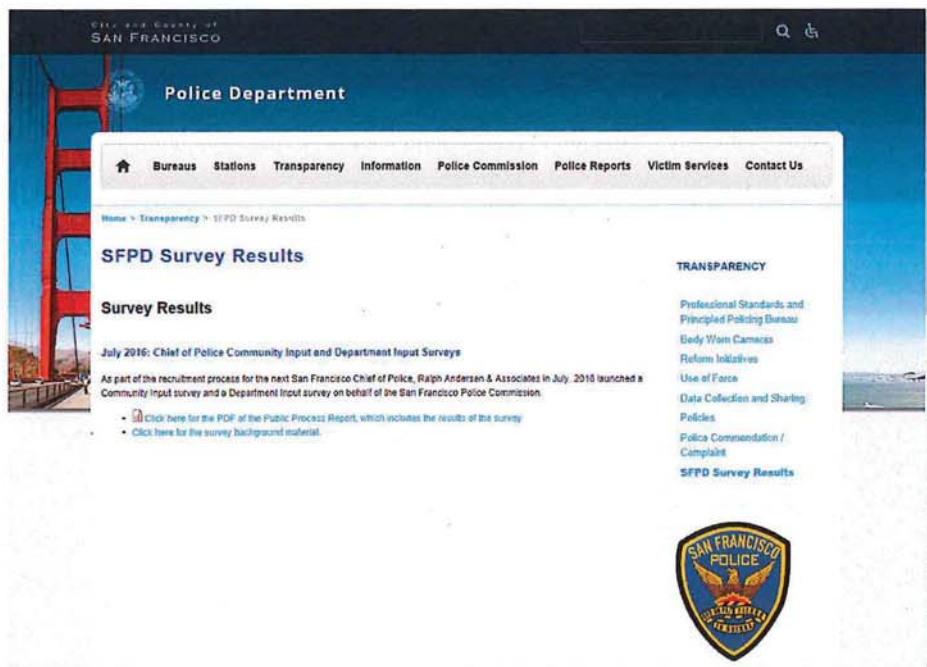 City and County of
SAN FRANCISCO
Police Department
Bureaus Stations Transparency Information Police Commission Police Reports Victim Services Contact Us
Home > Transparency > SFPD Survey Results
SFPD Survey Results
Survey Results
July 2016: Chief of Police Community Input and Department Input Surveys
As part of the recruitment process for the next San Francisco Chief of Police, Ralph Andersen & Associates in July, 2016 launched a
Community Input survey and a Department Input survey on behalf of the San Francisco Police Commission.
Click here for the PDF of the Public Process Report, which includes the results of the survey
Click here for the survey background material.
TRANSPARENCY
Professional Standards and
Principled Policing Bureau
Body Worn Cameras
Reform Initiatives
Use of Force
Data Collection and Sharing
Policies
Police Commendation /
Complaint
SFPD Survey Results
SAN FRANCISCO
POLICE